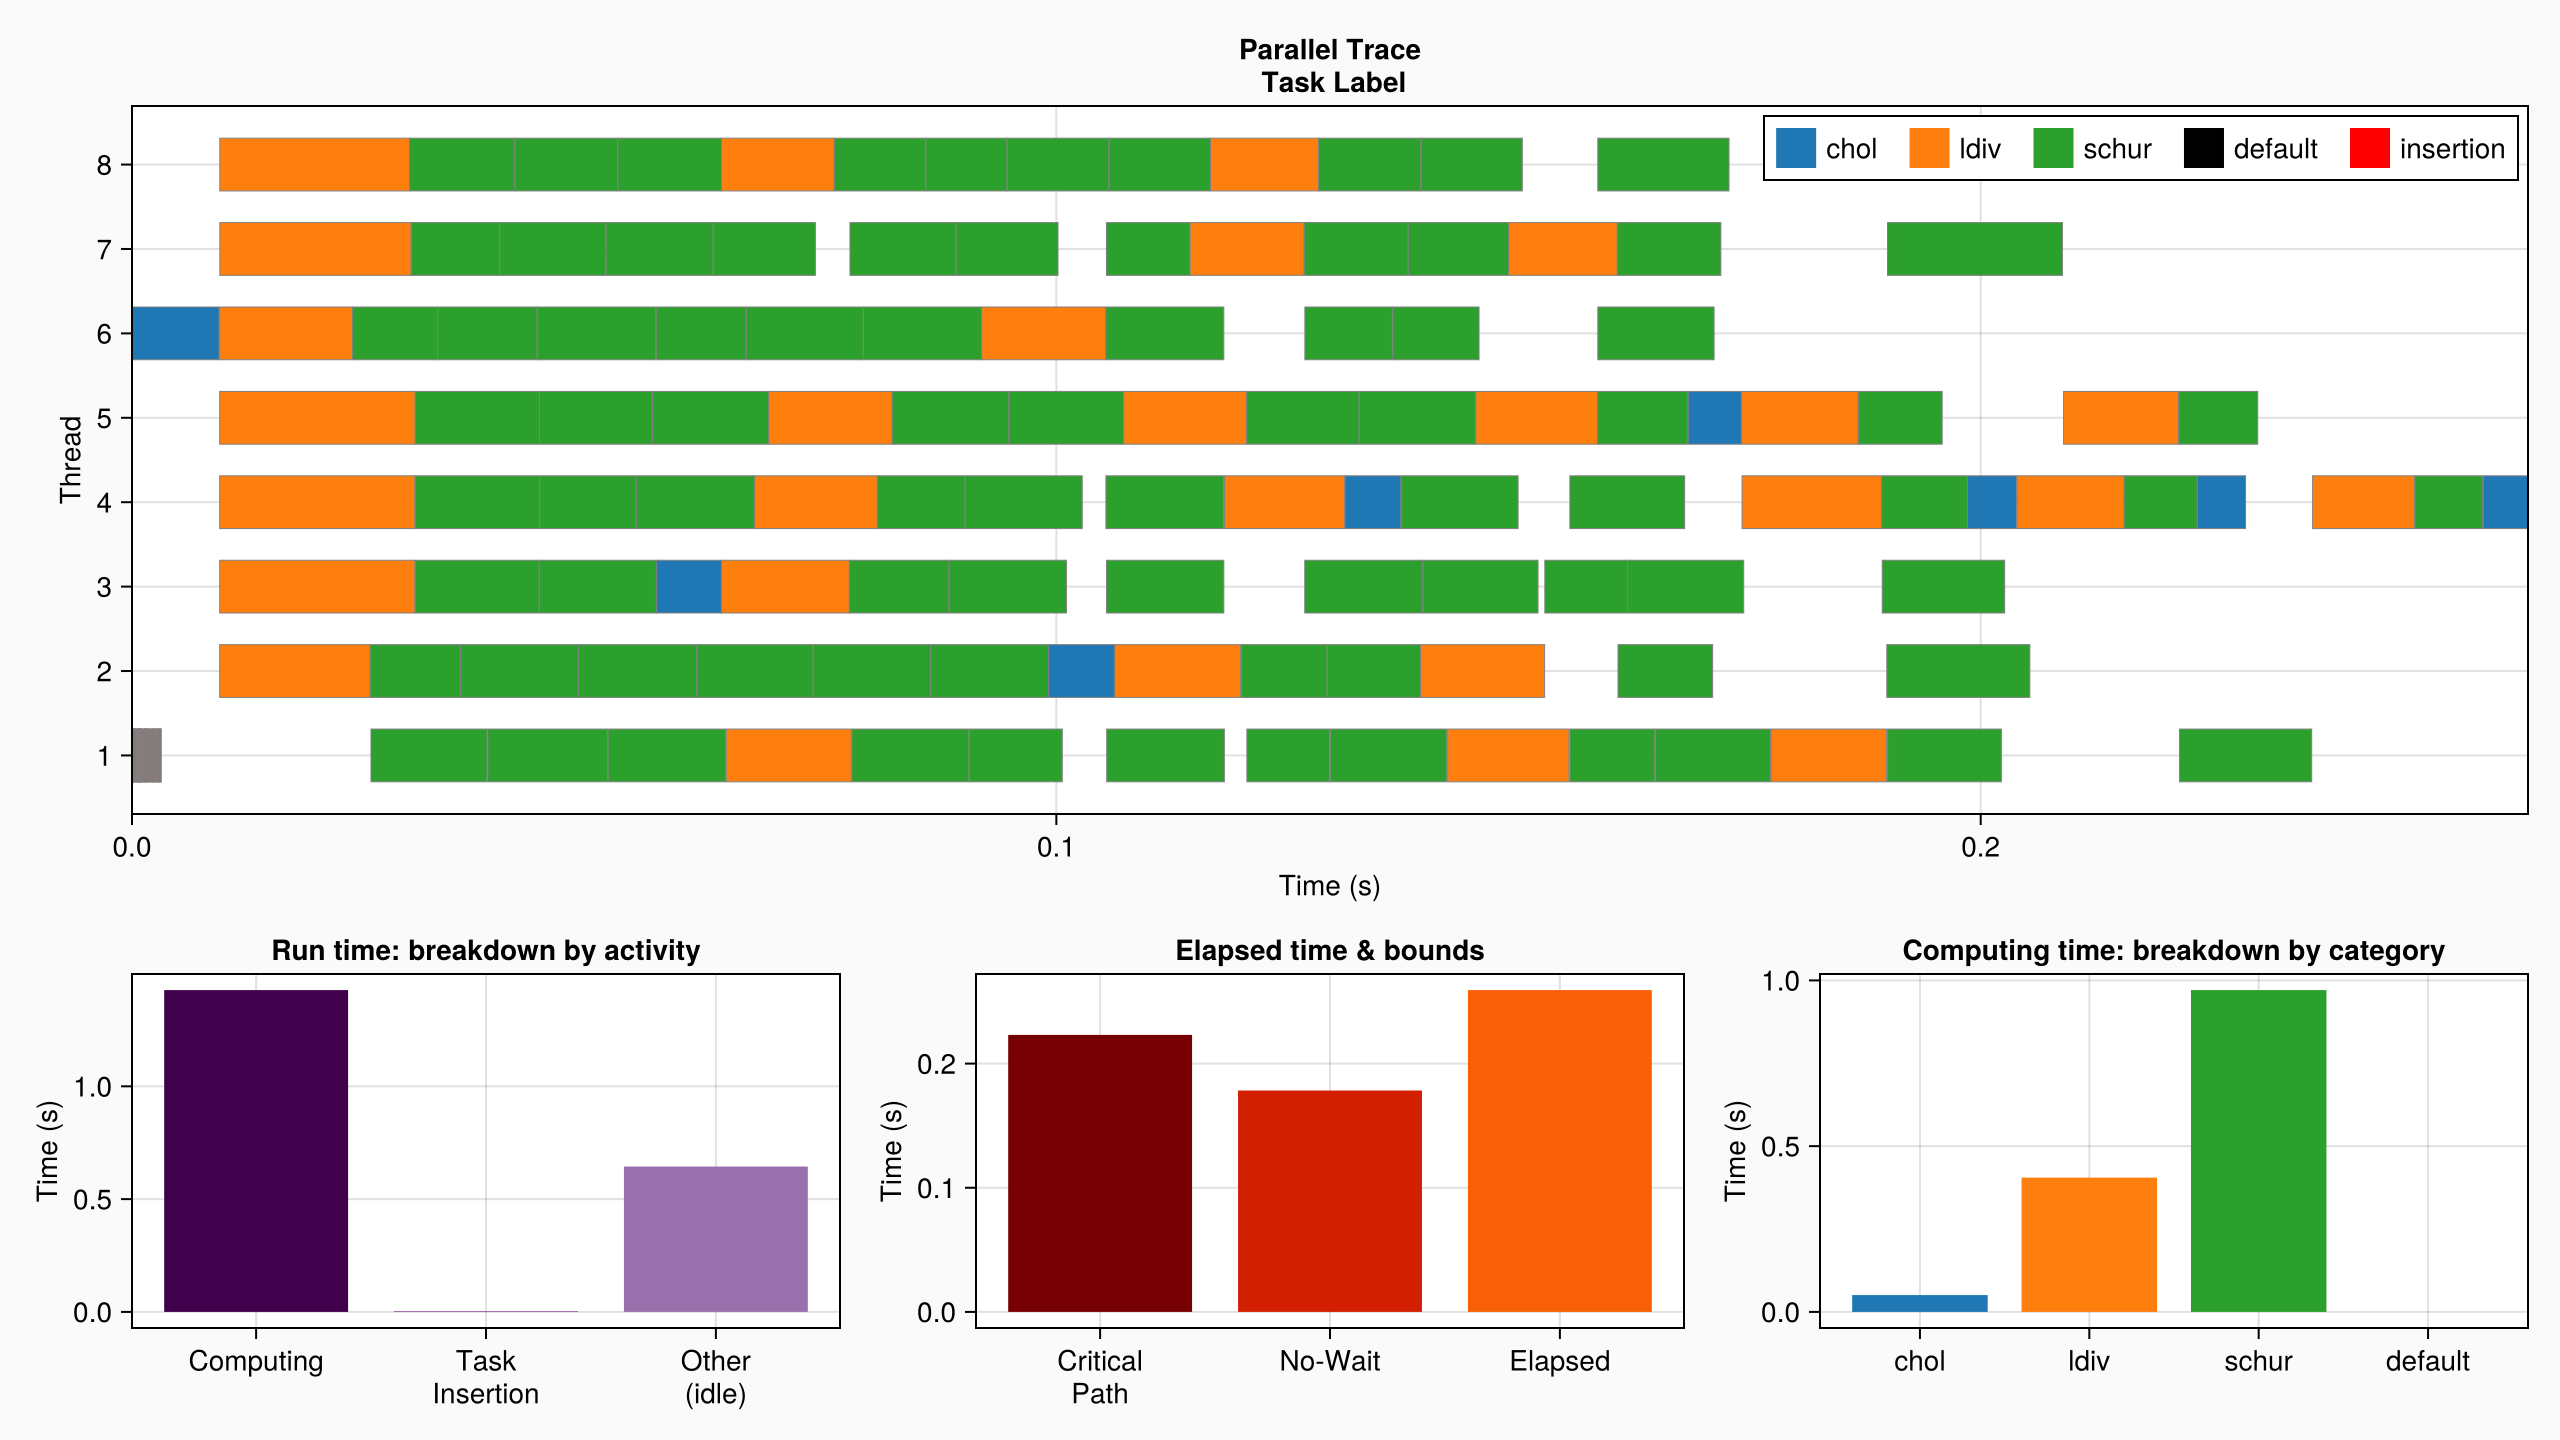 Parallel Trace
Task Label
chol
ldiv
schur
default
insertion
8
7
6
5
4
3
2
1
Thread
0.0
0.1
0.2
Time (s)
Run time: breakdown by activity
1.0
0.5
0.0
Time (s)
Computing
Task
Insertion
Other
(idle)
Elapsed time & bounds
0.2
0.1
0.0
Time (s)
Critical
Path
No-Wait
Elapsed
Computing time: breakdown by category
1.0
0.5
0.0
Time (s)
chol
ldiv
schur
default